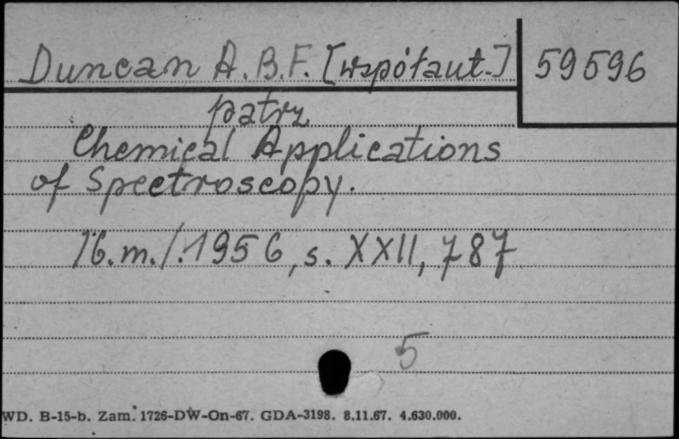 Duncan A.B.F. [współaut.] 59596
patrz
Chemical Applications
of Spectroscopy.
/b.m./.1956, s. XXII, 787
5
WD. B-15-b. Zam. 1726-DW-On-67. GDA-3198. 8.11.67. 4.630.000.